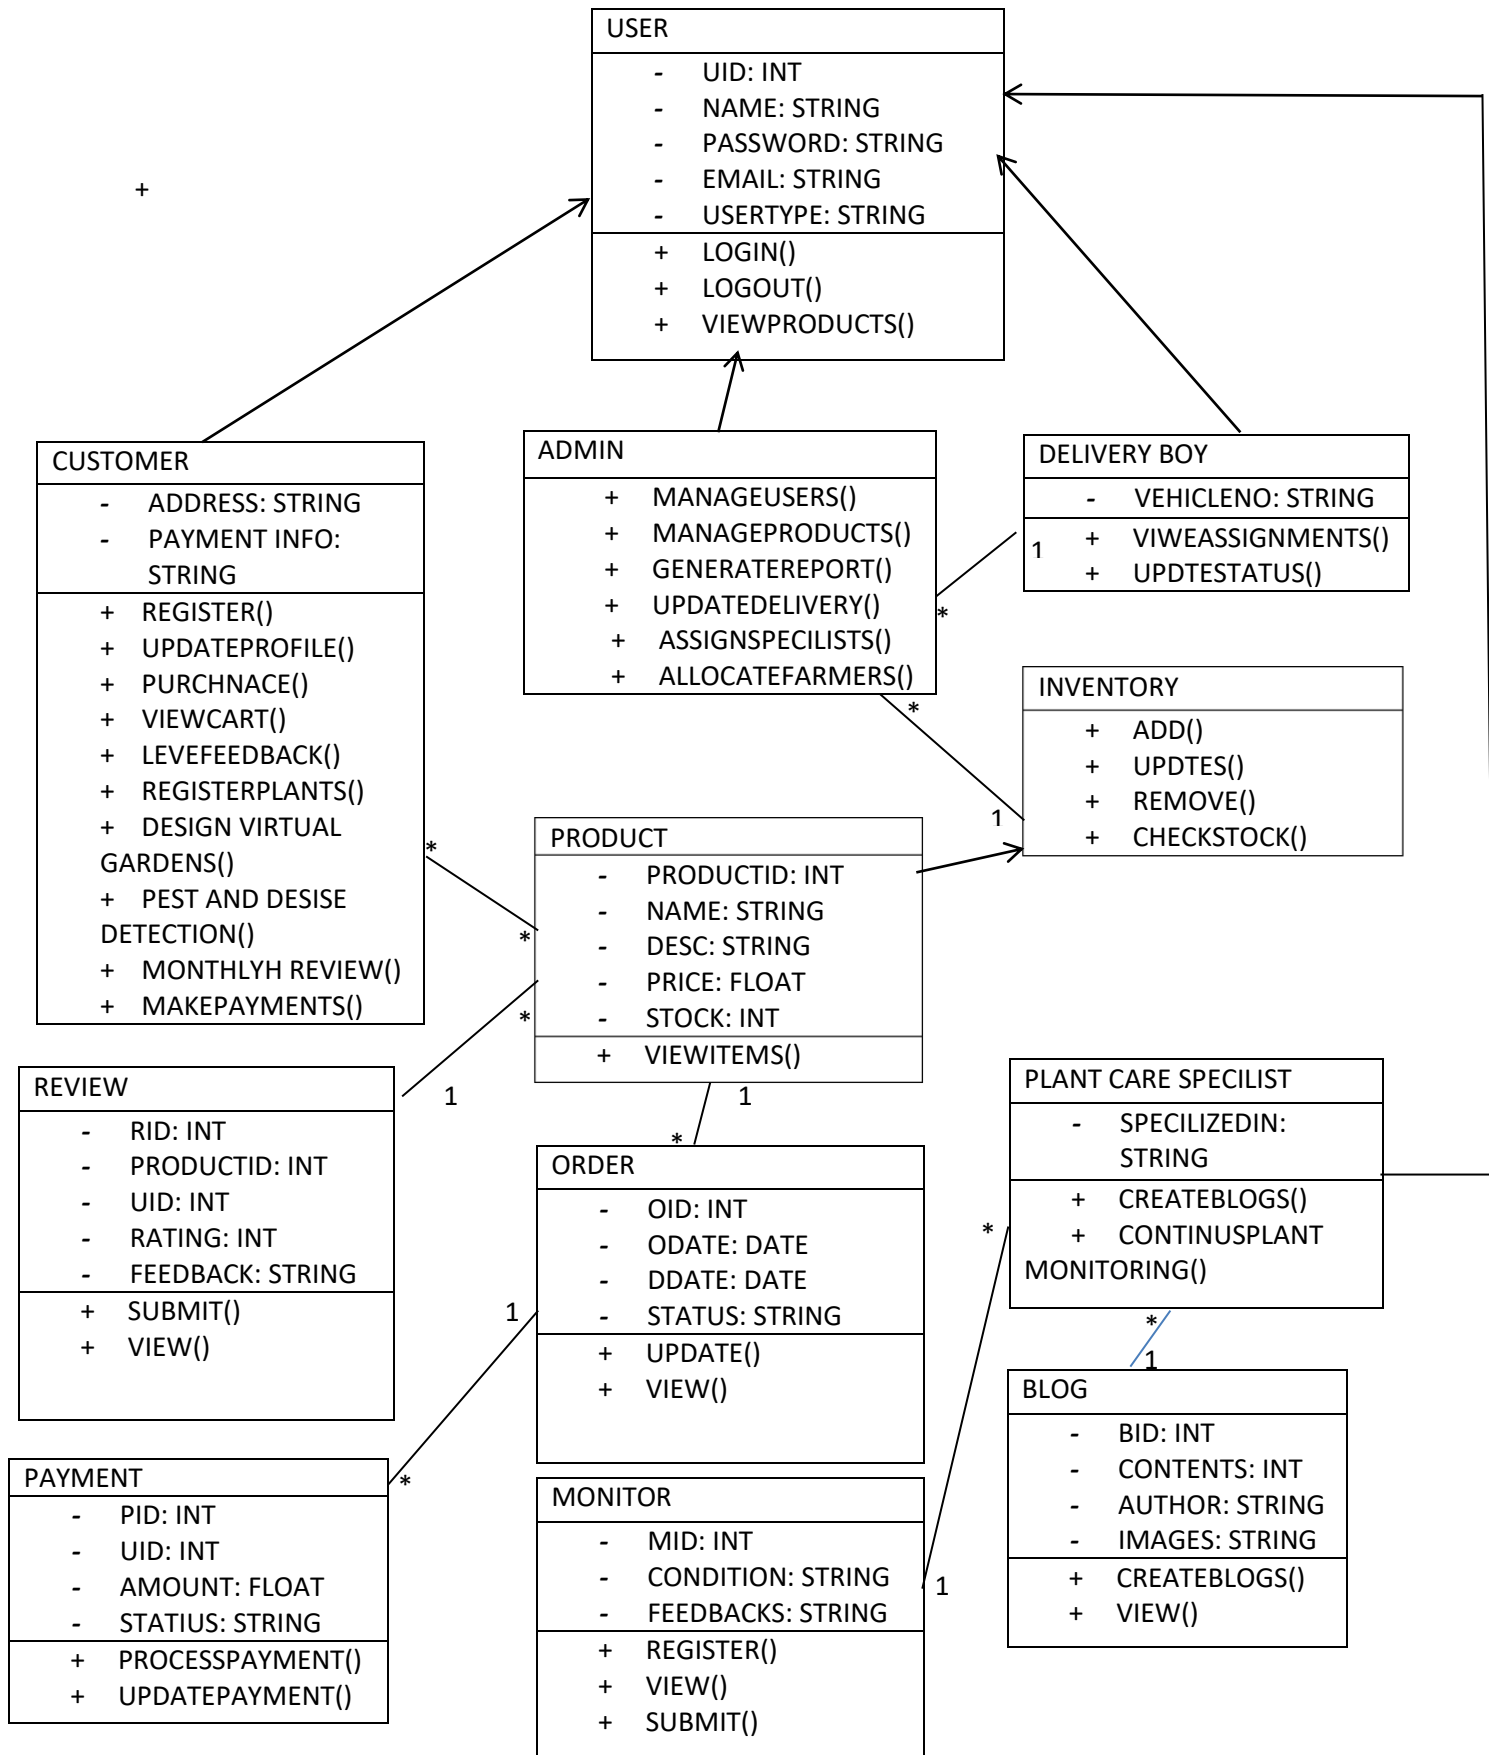 USER
- UID: INT
- NAME: STRING
- PASSWORD: STRING
- EMAIL: STRING
- USERTYPE: STRING
+ LOGIN()
+ LOGOUT()
+ VIEWPRODUCTS()
+
CUSTOMER
- ADDRESS: STRING
- PAYMENT INFO:
STRING
+ REGISTER()
+ UPDATEPROFILE()
+ PURCHNACE()
+ VIEWCART()
+ LEVEFEEDBACK()
+ REGISTERPLANTS()
+ DESIGN VIRTUAL
GARDENS()
+ PEST AND DESISE
DETECTION()
+ MONTHLYH REVIEW()
+ MAKEPAYMENTS()
ADMIN
+ MANAGEUSERS()
+ MANAGEPRODUCTS()
+ GENERATEREPORT()
+ UPDATEDELIVERY()
+ ASSIGNSPECILISTS()
+ ALLOCATEFARMERS()
DELIVERY BOY
- VEHICLENO: STRING
+ VIWEASSIGNMENTS()
+ UPDTESTATUS()
1
*
INVENTORY
+ ADD()
+ UPDTES()
+ REMOVE()
+ CHECKSTOCK()
*
1
PRODUCT
- PRODUCTID: INT
- NAME: STRING
- DESC: STRING
- PRICE: FLOAT
- STOCK: INT
+ VIEWITEMS()
*
*
*
1
REVIEW
- RID: INT
- PRODUCTID: INT
- UID: INT
- RATING: INT
- FEEDBACK: STRING
+ SUBMIT()
+ VIEW()
1
*
ORDER
- OID: INT
- ODATE: DATE
- DDATE: DATE
- STATUS: STRING
+ UPDATE()
+ VIEW()
PLANT CARE SPECILIST
- SPECILIZEDIN:
STRING
+ CREATEBLOGS()
+ CONTINUSPLANT
MONITORING()
*
1
*
1
BLOG
- BID: INT
- CONTENTS: INT
- AUTHOR: STRING
- IMAGES: STRING
+ CREATEBLOGS()
+ VIEW()
1
*
PAYMENT
- PID: INT
- UID: INT
- AMOUNT: FLOAT
- STATIUS: STRING
+ PROCESSPAYMENT()
+ UPDATEPAYMENT()
MONITOR
- MID: INT
- CONDITION: STRING
- FEEDBACKS: STRING
+ REGISTER()
+ VIEW()
+ SUBMIT()